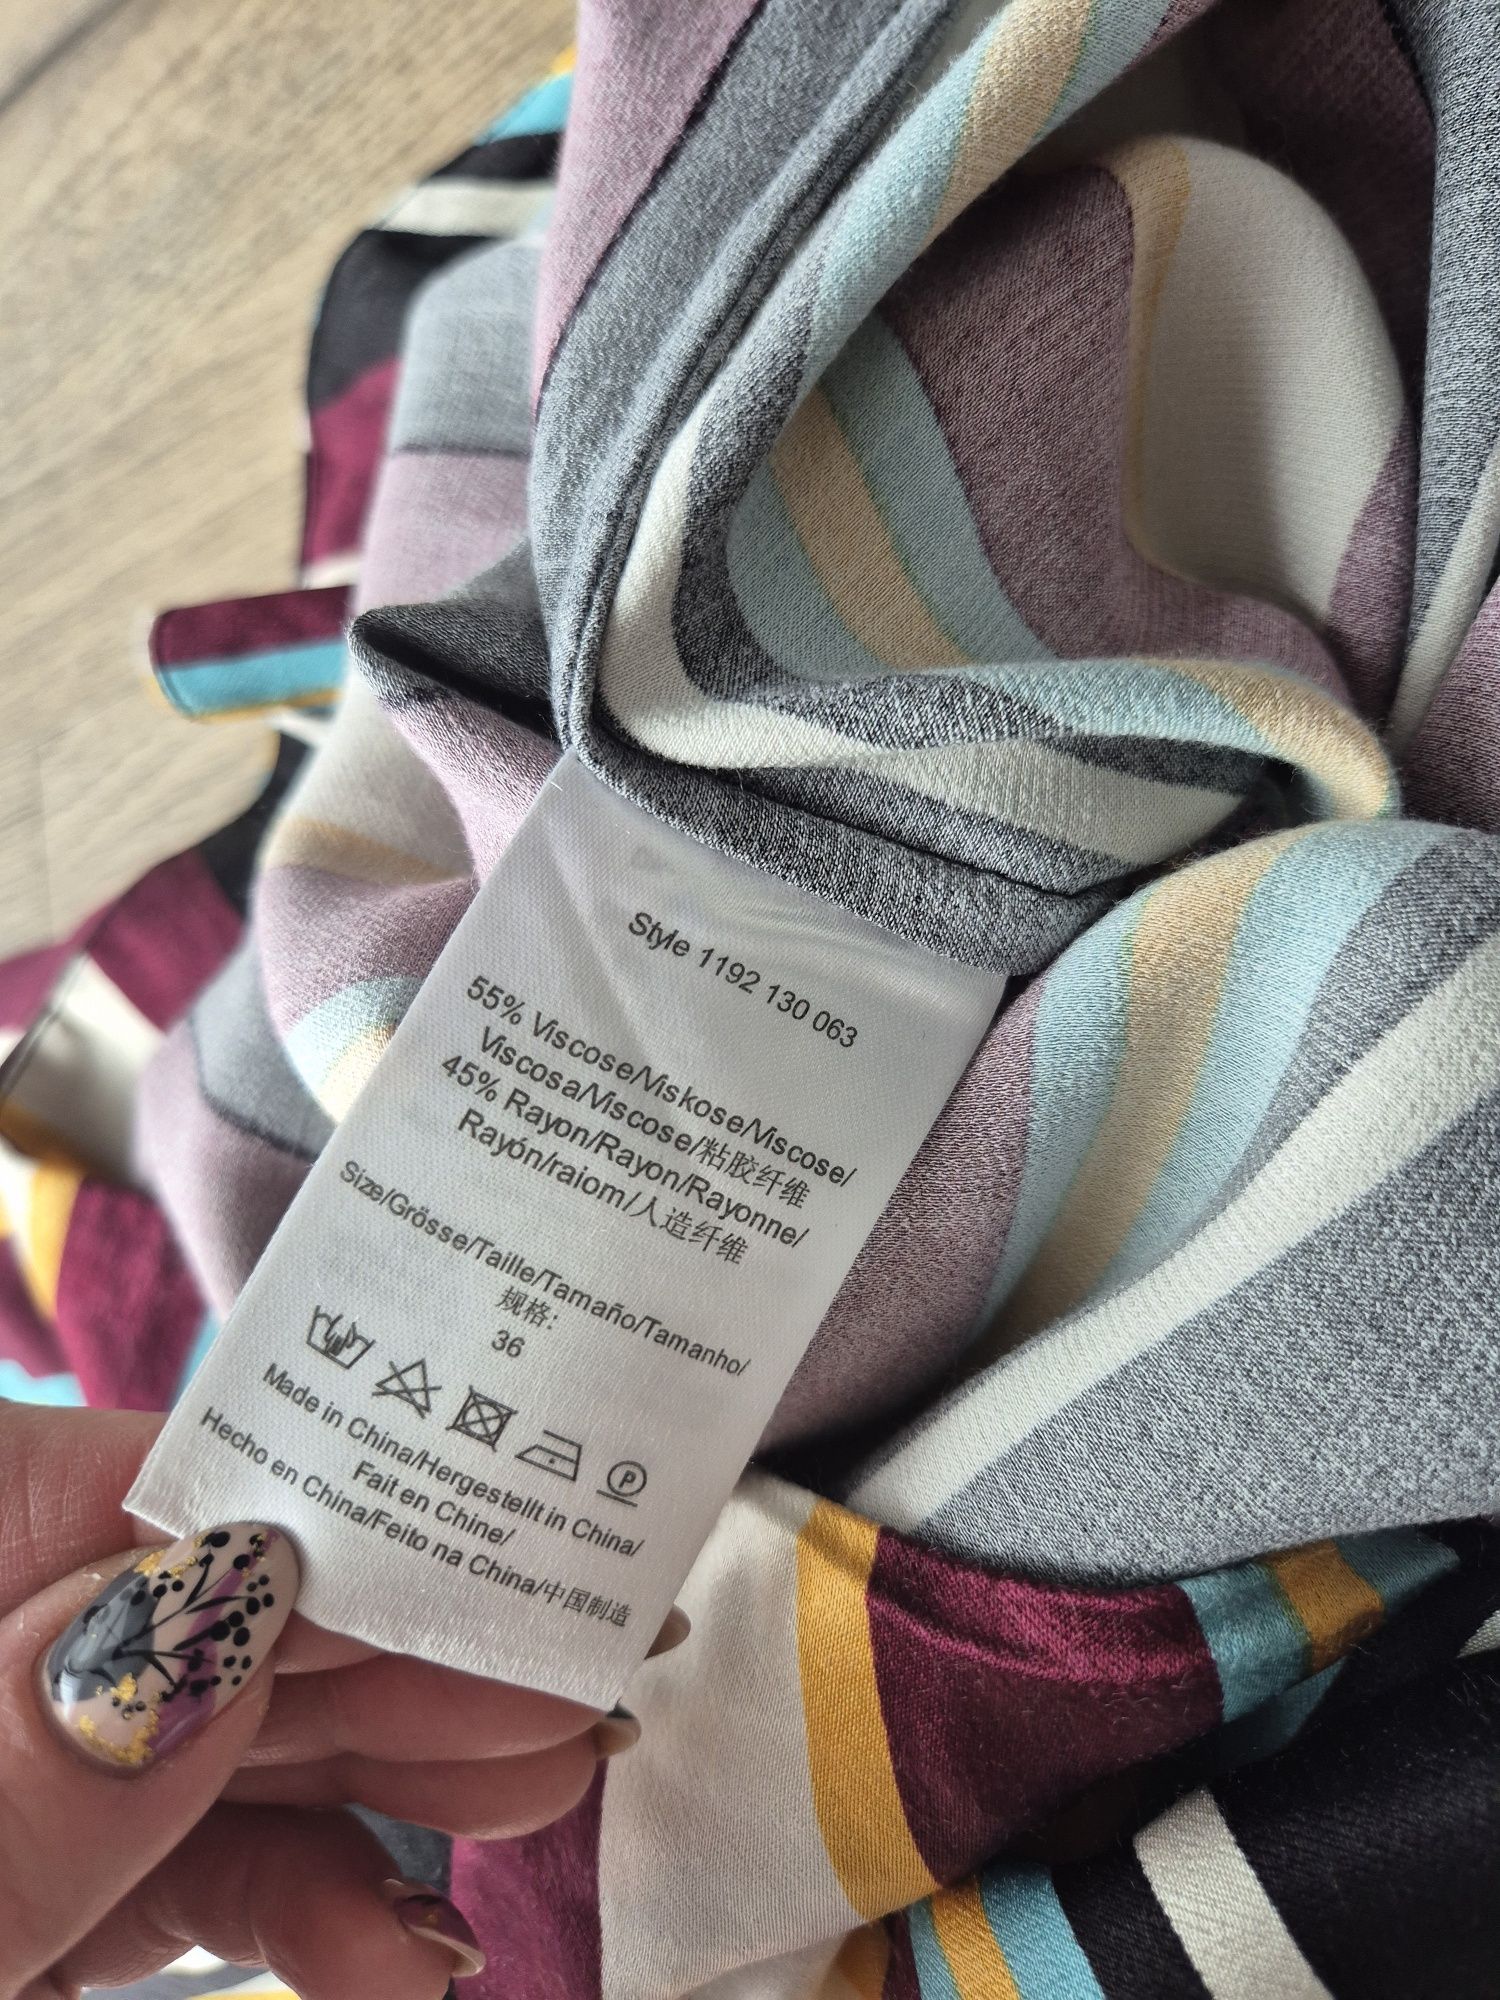 Style 1192 130 063
55% Viscose/Viskose/Viscose/
Viscosa/Viscose/粘胶纤维
45% Rayon/Rayon/Rayonne/
Rayón/raiom/人造纤维
Size/Grösse/Taille/Tamaño/Tamanho/
规格:
36
P
Made in China/Hergestellt in China/
Fait en Chine/
Hecho en China/Feito na China/中国制造